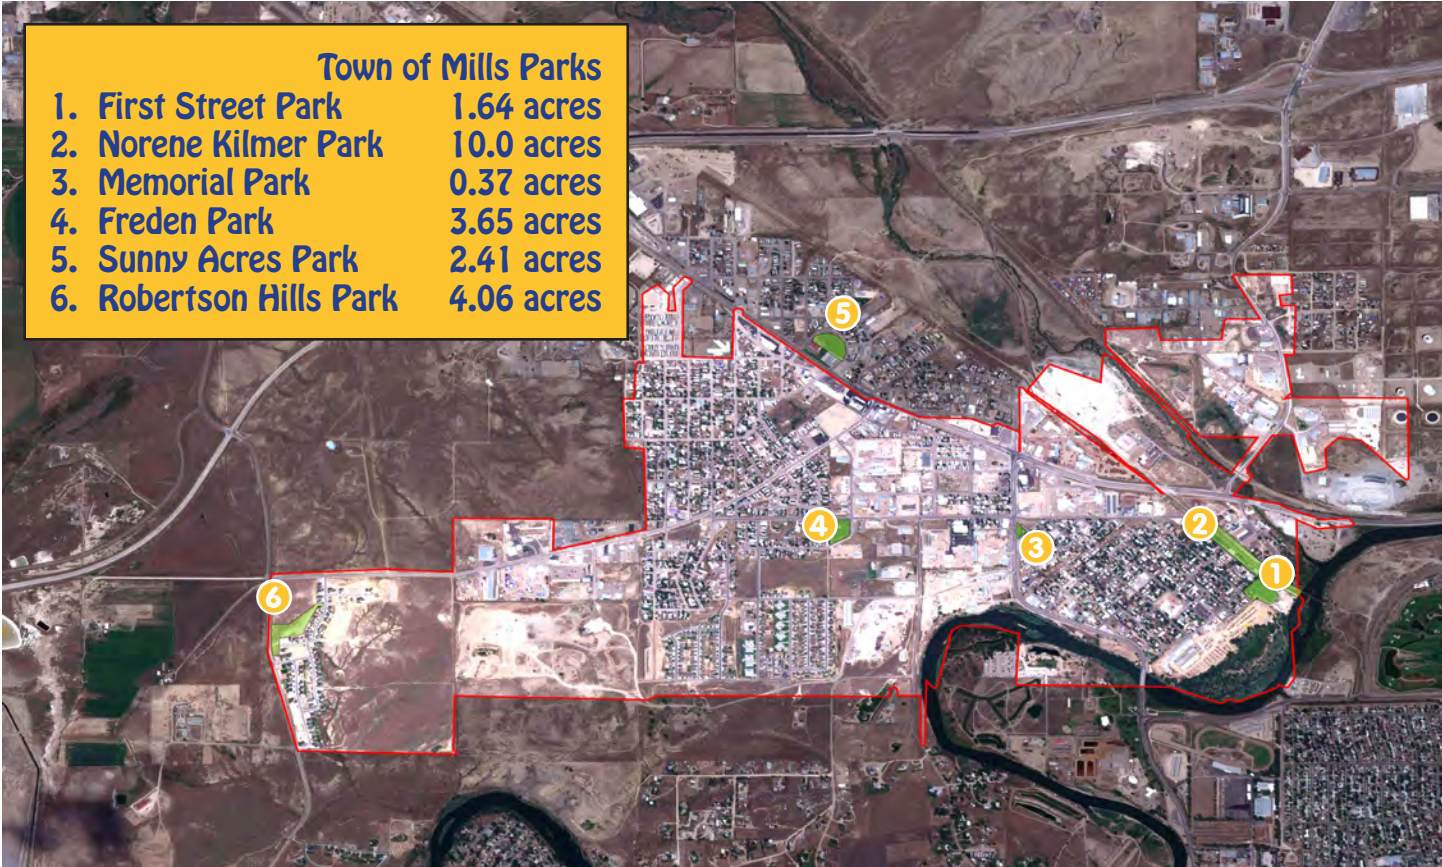 Town of Mills Parks
1. First Street Park 1.64 acres
2. Norene Kilmer Park 10.0 acres
3. Memorial Park 0.37 acres
4. Freden Park 3.65 acres
5. Sunny Acres Park 2.41 acres
6. Robertson Hills Park 4.06 acres
5
4
2
3
1
6